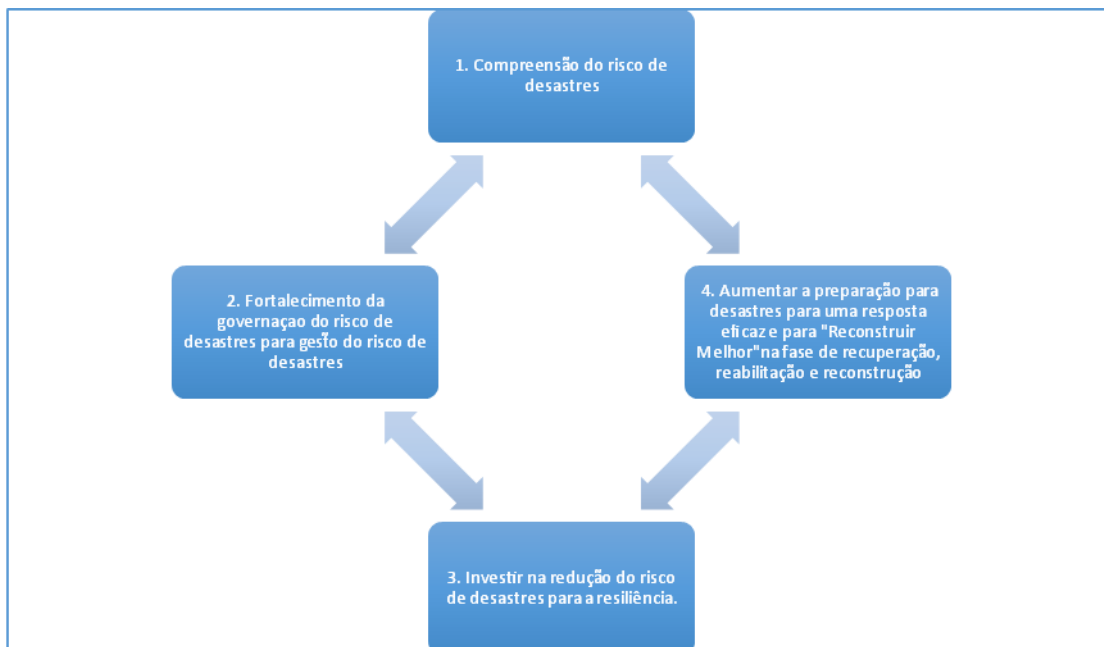 1. Compreensão do risco de
desastres
2. Fortalecimento da
governaçao do risco de
desastres para gesto do risco de
desastres
4. Aumentar a preparação para
desastres para uma resposta
eficaz e para "Reconstruir
Melhor"na fase de recuperação,
reabilitação e reconstrução
3. Investir na redução do risco
de desastres para a resiliência.